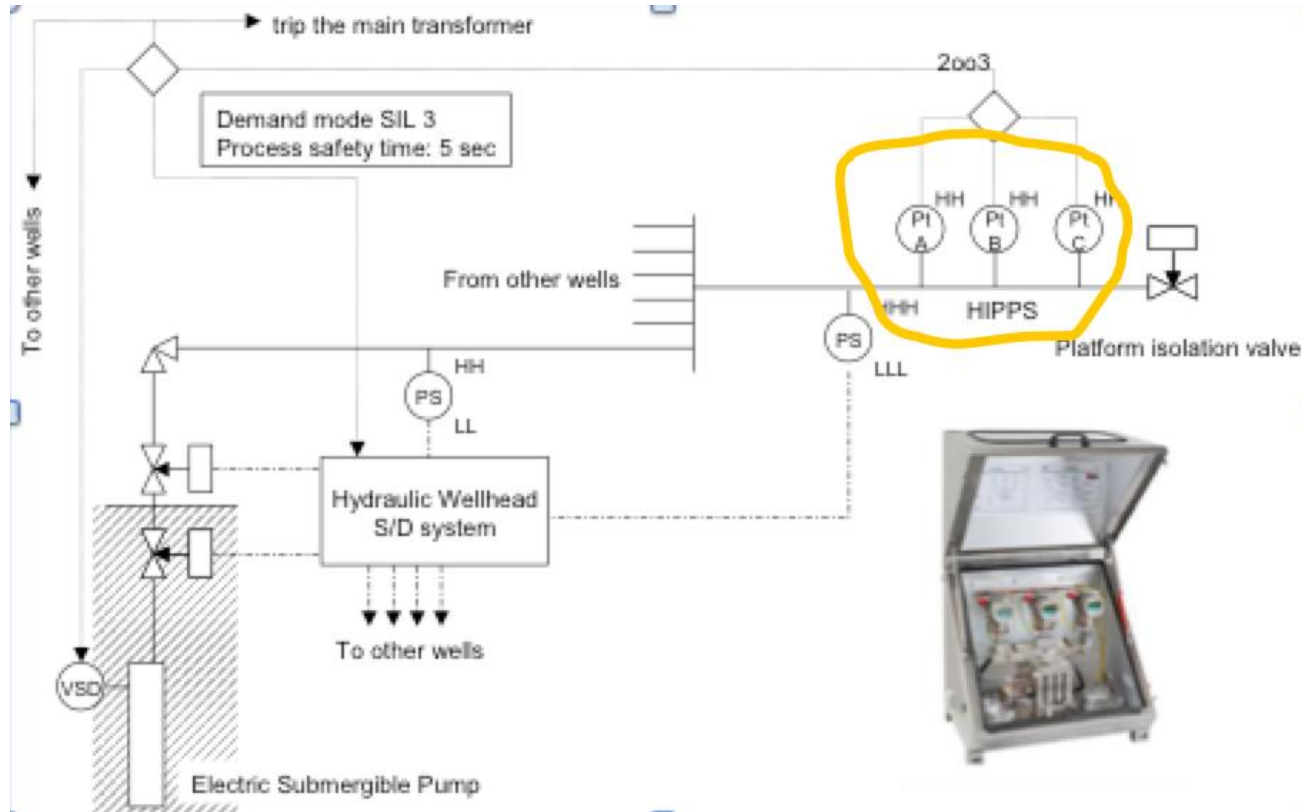 trip the main transformer
2oo3
Demand mode SIL 3
Process safety time: 5 sec
To other wells
HH
HH
HH
Pt
A
Pt
B
Pt
C
From other wells
HHH
HIPPS
PS
LLL
Platform isolation valve
HH
PS
LL
Hydraulic Wellhead
S/D system
To other wells
VSD
Electric Submergible Pump